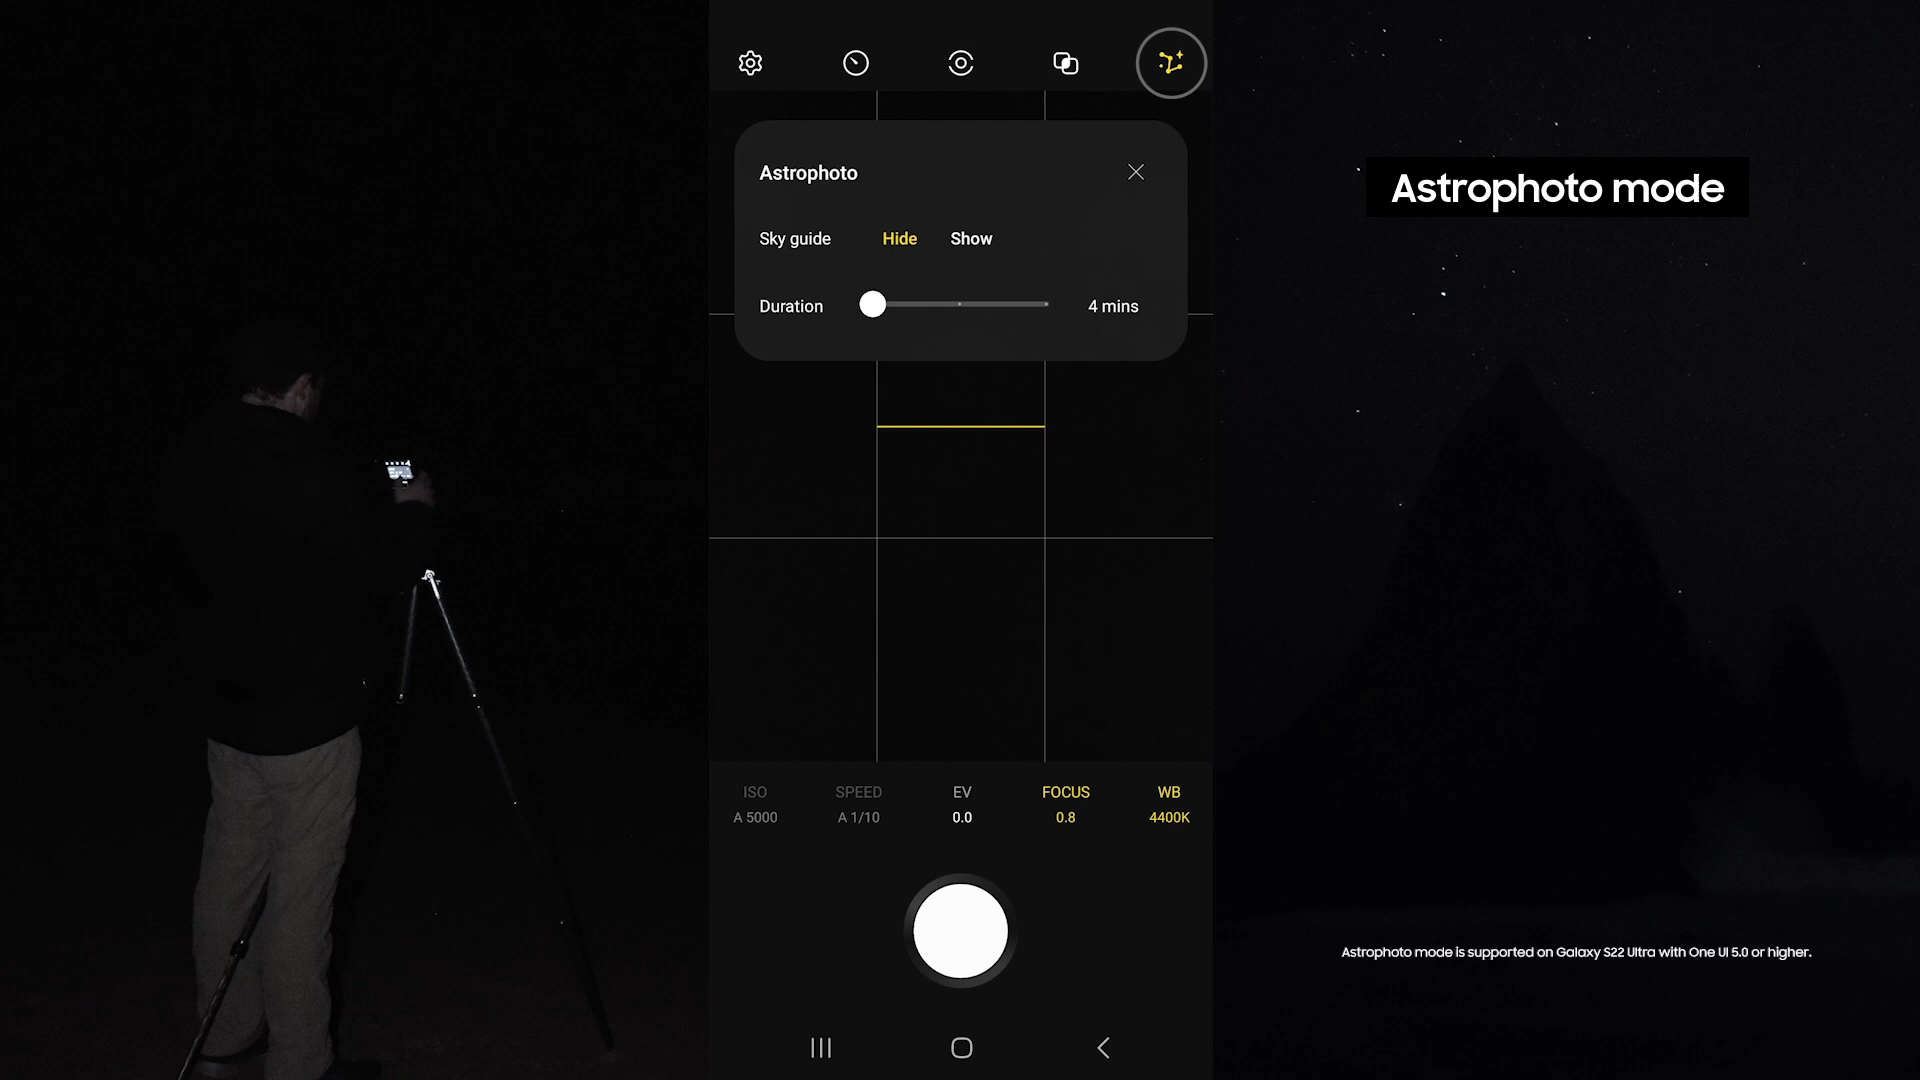 Astrophoto
Sky guide Hide Show
Duration 4 mins
ISO SPEED EV FOCUS WB
A 5000 A 1/10 0.0 0.8 4400K
Astrophoto mode
Astrophoto mode is supported on Galaxy S22 Ultra with One UI 5.0 or higher.